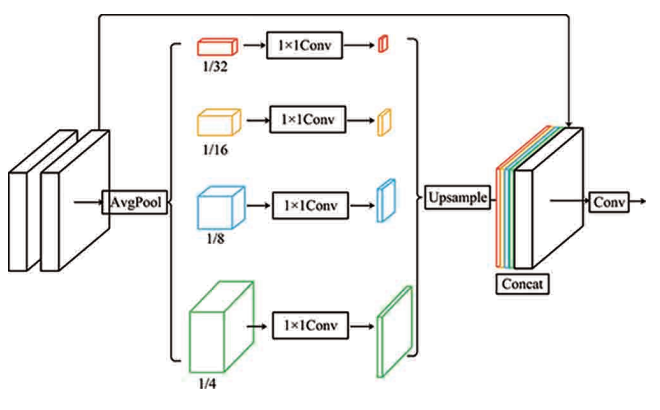 1×1Conv
1/32
1×1Conv
1/16
AvgPool
1×1Conv
1/8
Upsample
Conv
Concat
1×1Conv
1/4